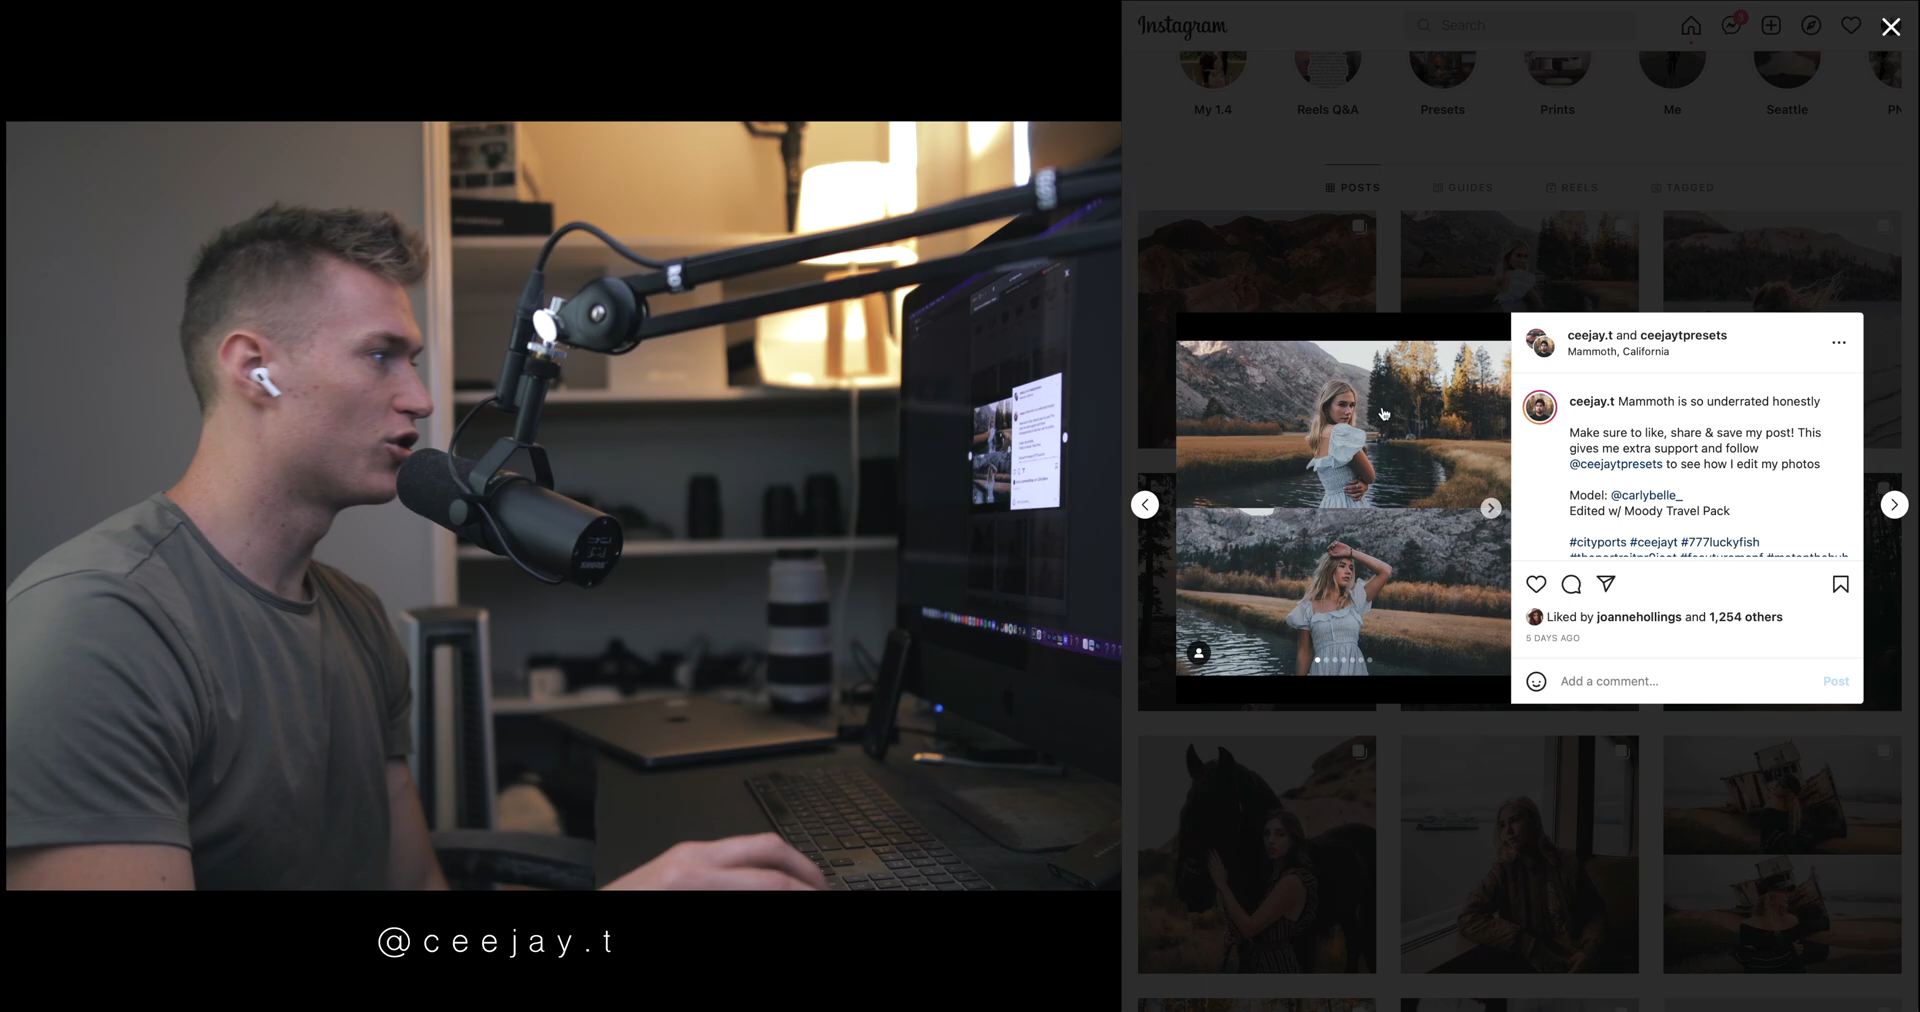 @ceejay.t
Instagram
Search
3
My 1.4
Reels Q&A
Presets
Prints
Me
Seattle
PN
POSTS
GUIDES
REELS
TAGGED
ceejay.t and ceejaytpresets
Mammoth, California
ceejay.t Mammoth is so underrated honestly
Make sure to like, share & save my post! This
gives me extra support and follow
@ceejaytpresets to see how I edit my photos
Model: @carlybelle_
Edited w/ Moody Travel Pack
#cityports #ceejayt #777luckyfish
Liked by joannehollings and 1,254 others
5 DAYS AGO
Add a comment...
Post
SHURE